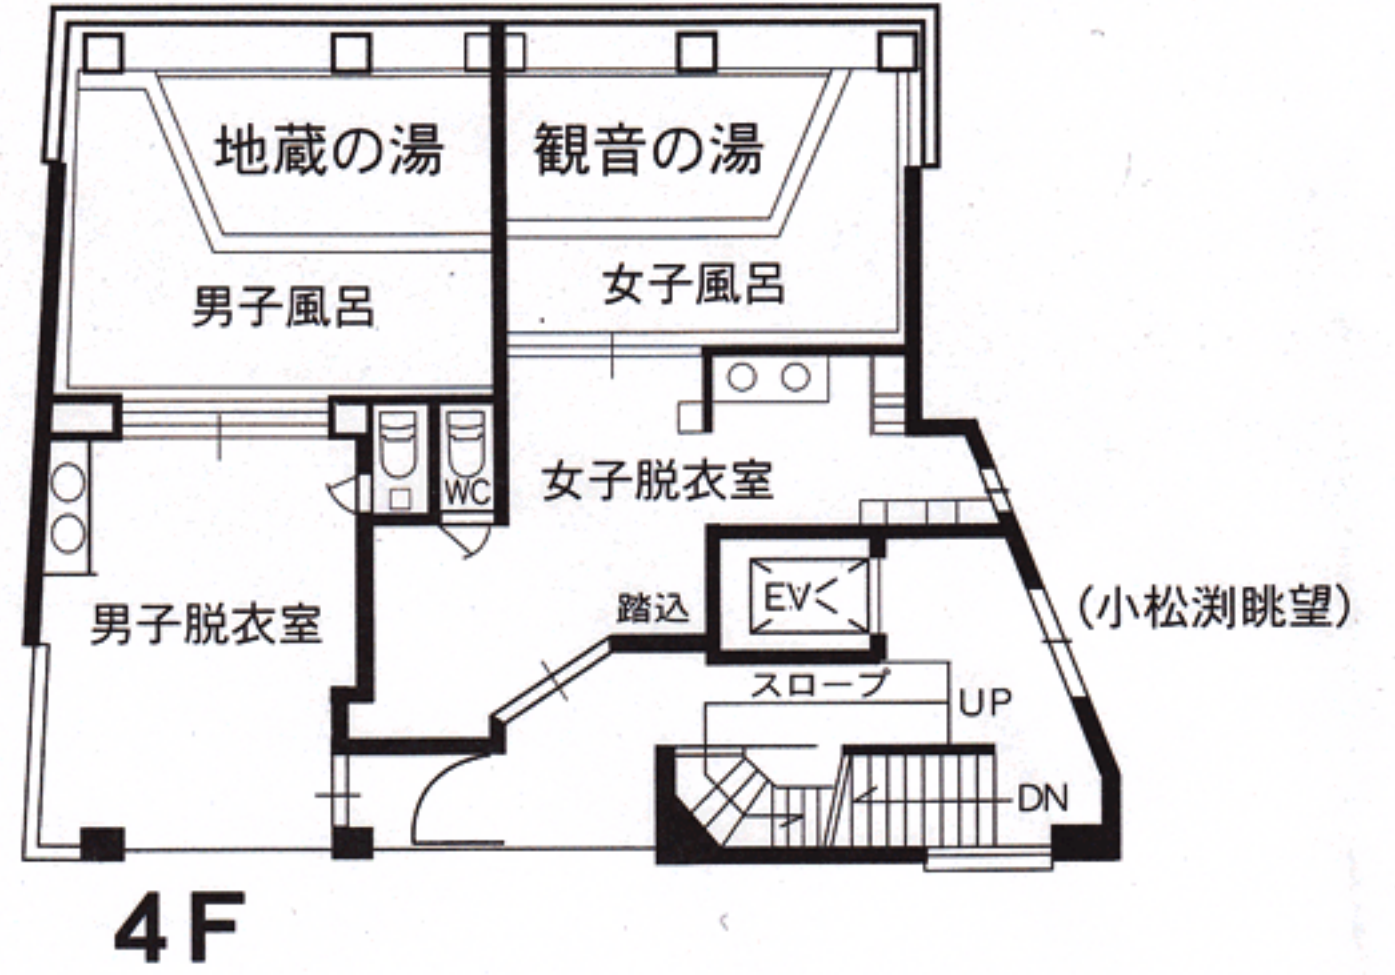 地蔵の湯
観音の湯
男子風呂
女子風呂
WC
女子脱衣室
男子脱衣室
踏込
EV
(小松渕眺望)
スロープ
UP
DN
4F